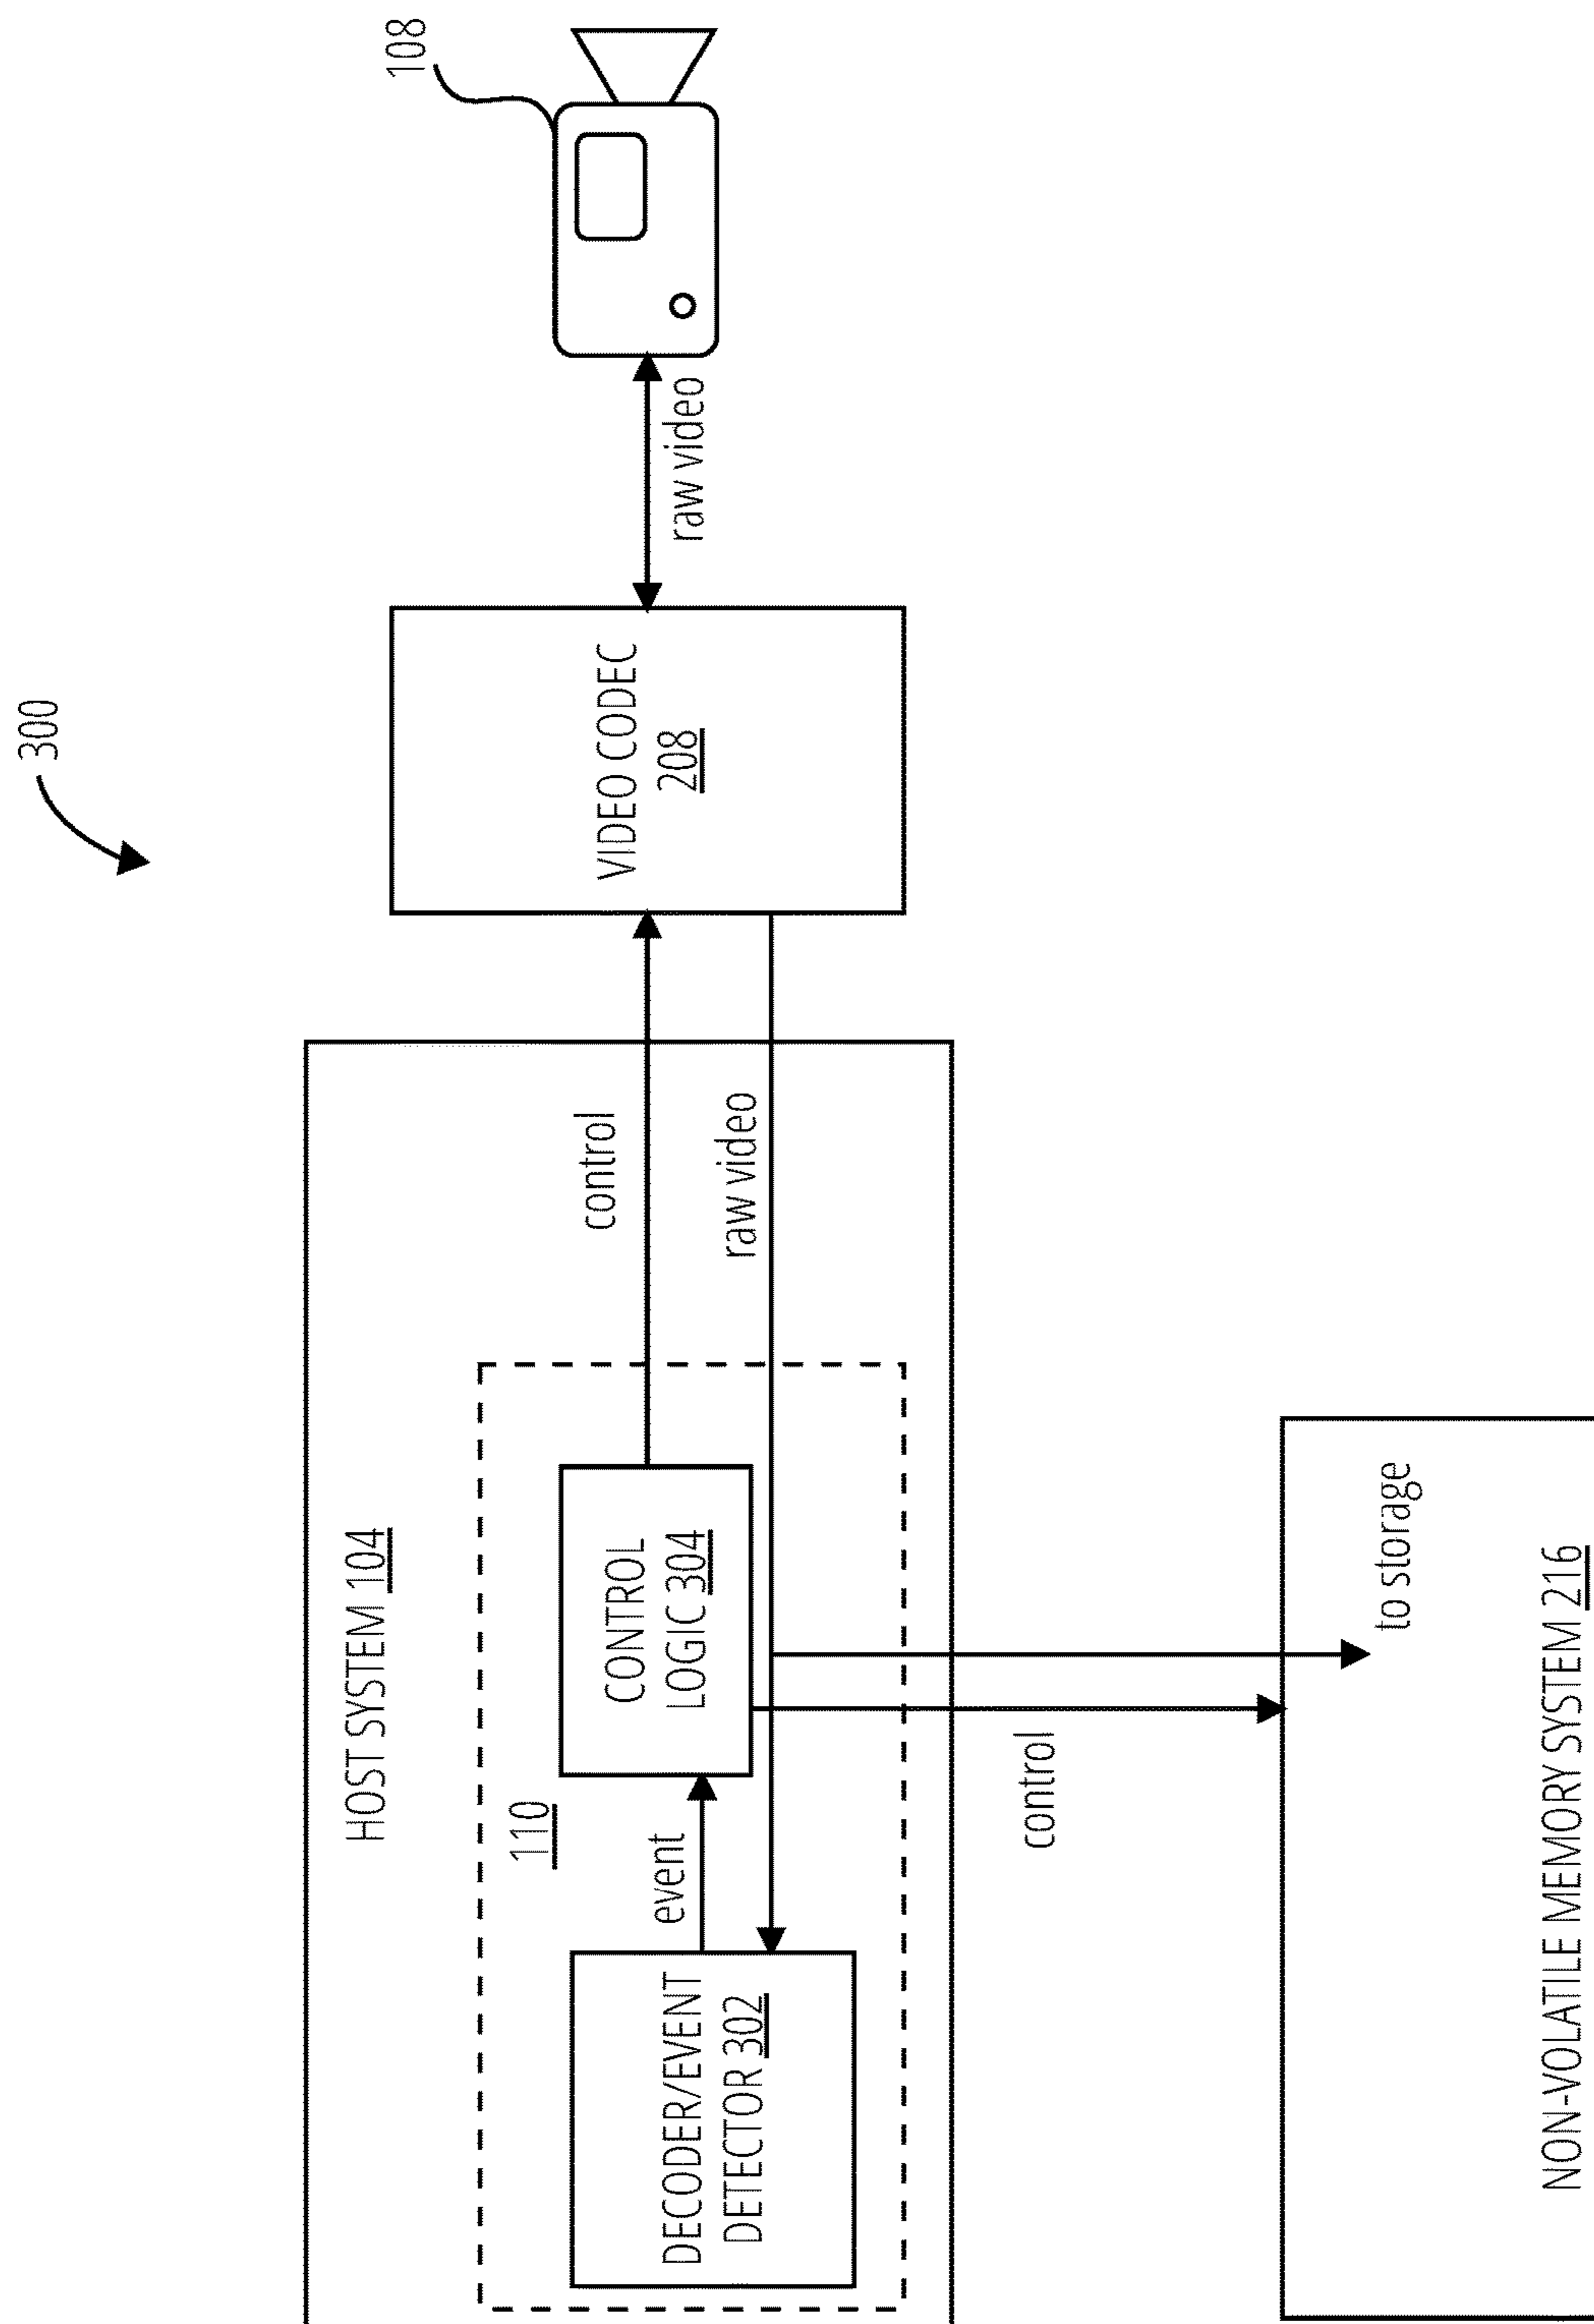 300
108
HOST SYSTEM 104
110
DECODER/EVENT
DETECTOR 302
event
CONTROL
LOGIC 304
control
raw video
VIDEO CODEC
208
raw video
control
to storage
NON-VOLATILE MEMORY SYSTEM 216